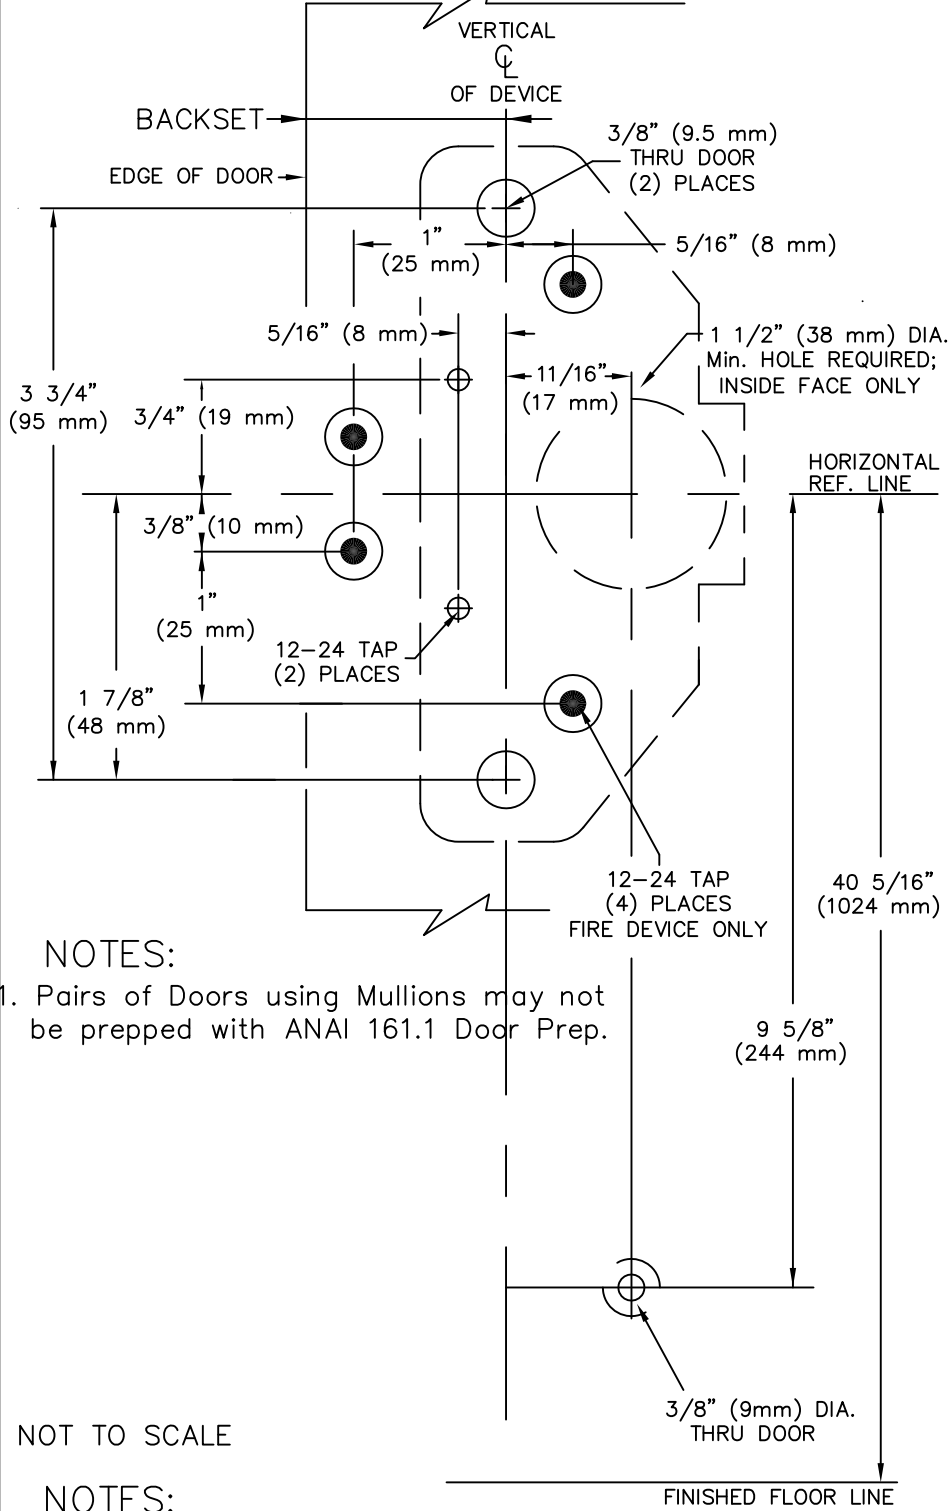 VERTICAL
℄
OF DEVICE
BACKSET
3/8" (9.5 mm)
THRU DOOR
(2) PLACES
EDGE OF DOOR
1"
(25 mm)
5/16" (8 mm)
5/16" (8 mm)
1 1/2" (38 mm) DIA.
Min. HOLE REQUIRED;
INSIDE FACE ONLY
11/16"
(17 mm)
3 3/4"
(95 mm)
3/4" (19 mm)
HORIZONTAL
REF. LINE
3/8" (10 mm)
1"
(25 mm)
12-24 TAP
(2) PLACES
1 7/8"
(48 mm)
12-24 TAP
(4) PLACES
FIRE DEVICE ONLY
40 5/16"
(1024 mm)
NOTES:
1. Pairs of Doors using Mullions may not
be prepped with ANAI 161.1 Door Prep.
9 5/8"
(244 mm)
3/8" (9mm) DIA.
THRU DOOR
NOT TO SCALE
NOTES:
FINISHED FLOOR LINE